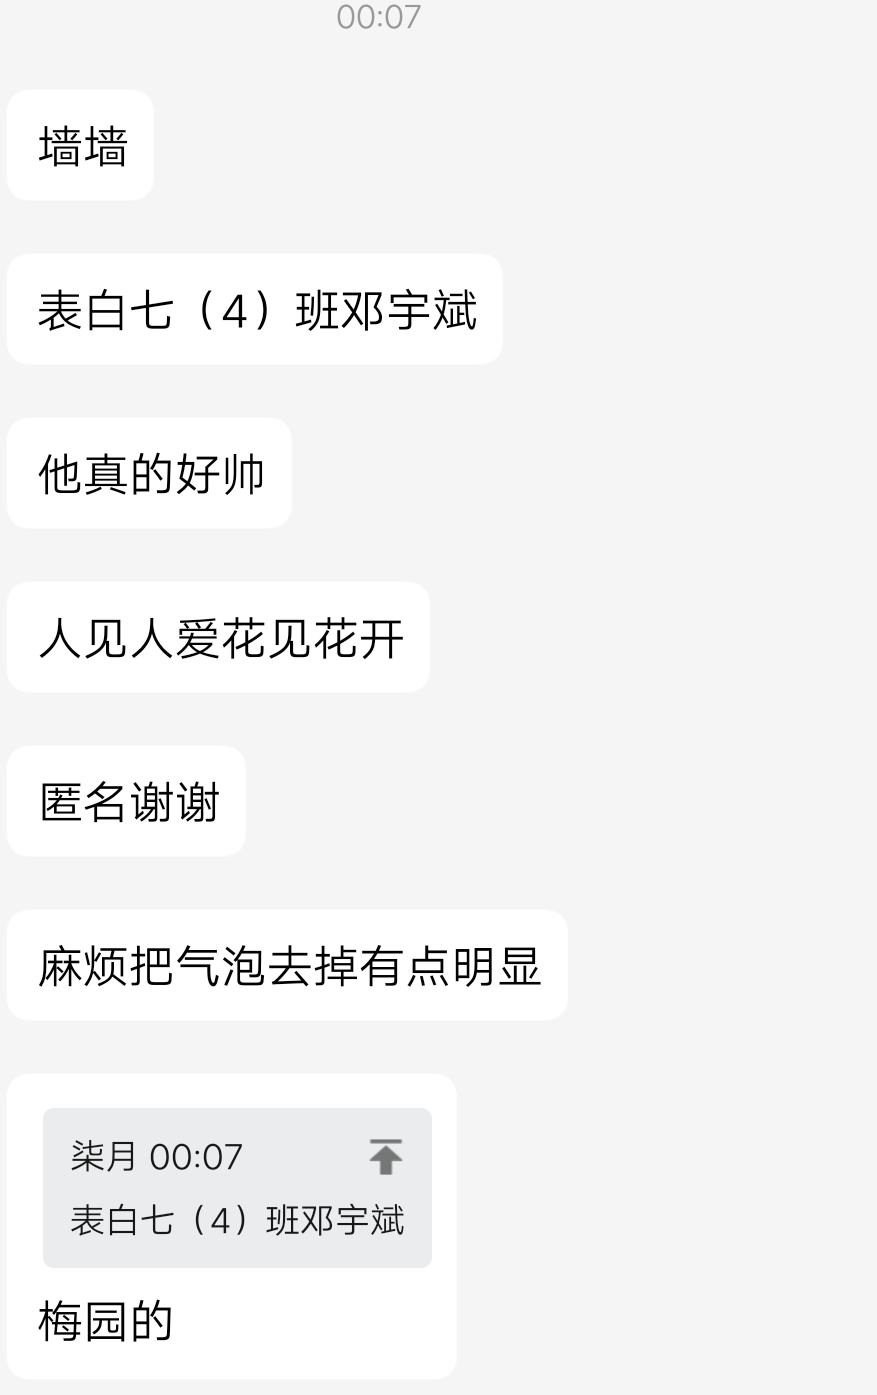 00:07
墙墙
表白七（4）班邓宇斌
他真的好帅
人见人爱花见花开
匿名谢谢
麻烦把气泡去掉有点明显
柒月 00:07
表白七（4）班邓宇斌
梅园的